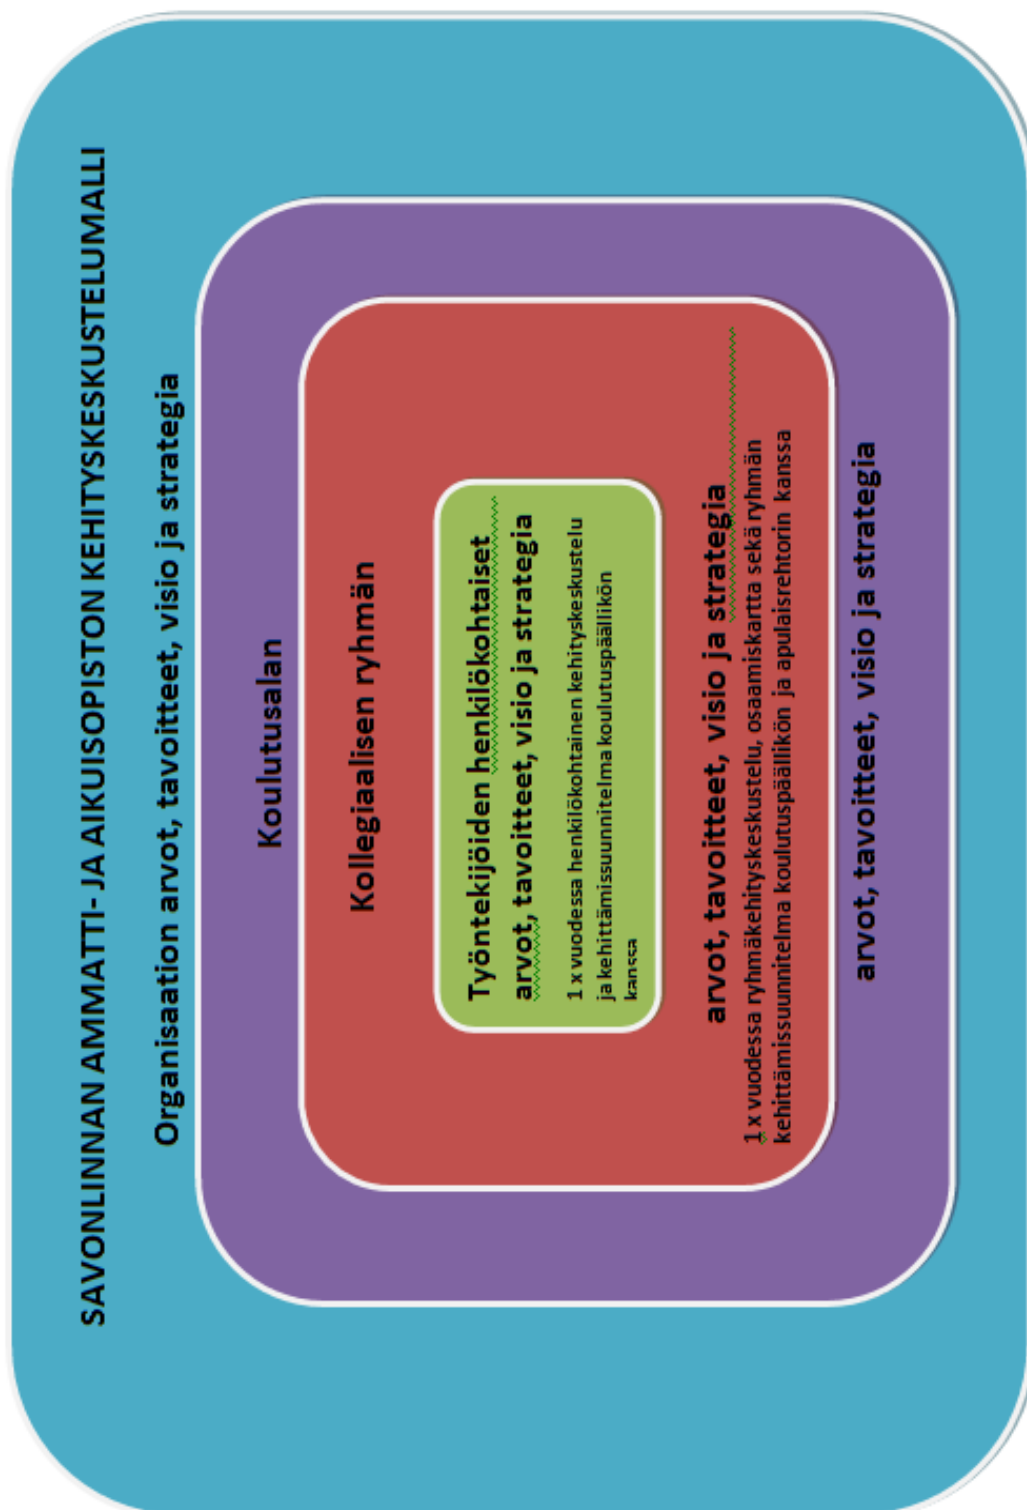 SAVONLINNAN AMMATTI- JA AIKUISOPISTON KEHITYSKESKUSTELUMALLI
Organisaation arvot, tavoitteet, visio ja strategia
Koulutusalan
Kollegiaalisen ryhmän
Työntekijöiden henkilökohtaiset
arvot, tavoitteet, visio ja strategia
1 x vuodessa henkilökohtainen kehityskeskustelu
ja kehittämissuunnitelma koulutuspäällikön
kanssa
arvot, tavoitteet, visio ja strategia
1 x vuodessa ryhmäkehityskeskustelu, osaamiskartta sekä ryhmän
kehittämissuunnitelma koulutuspäällikön ja apulaisrehtorin kanssa
arvot, tavoitteet, visio ja strategia